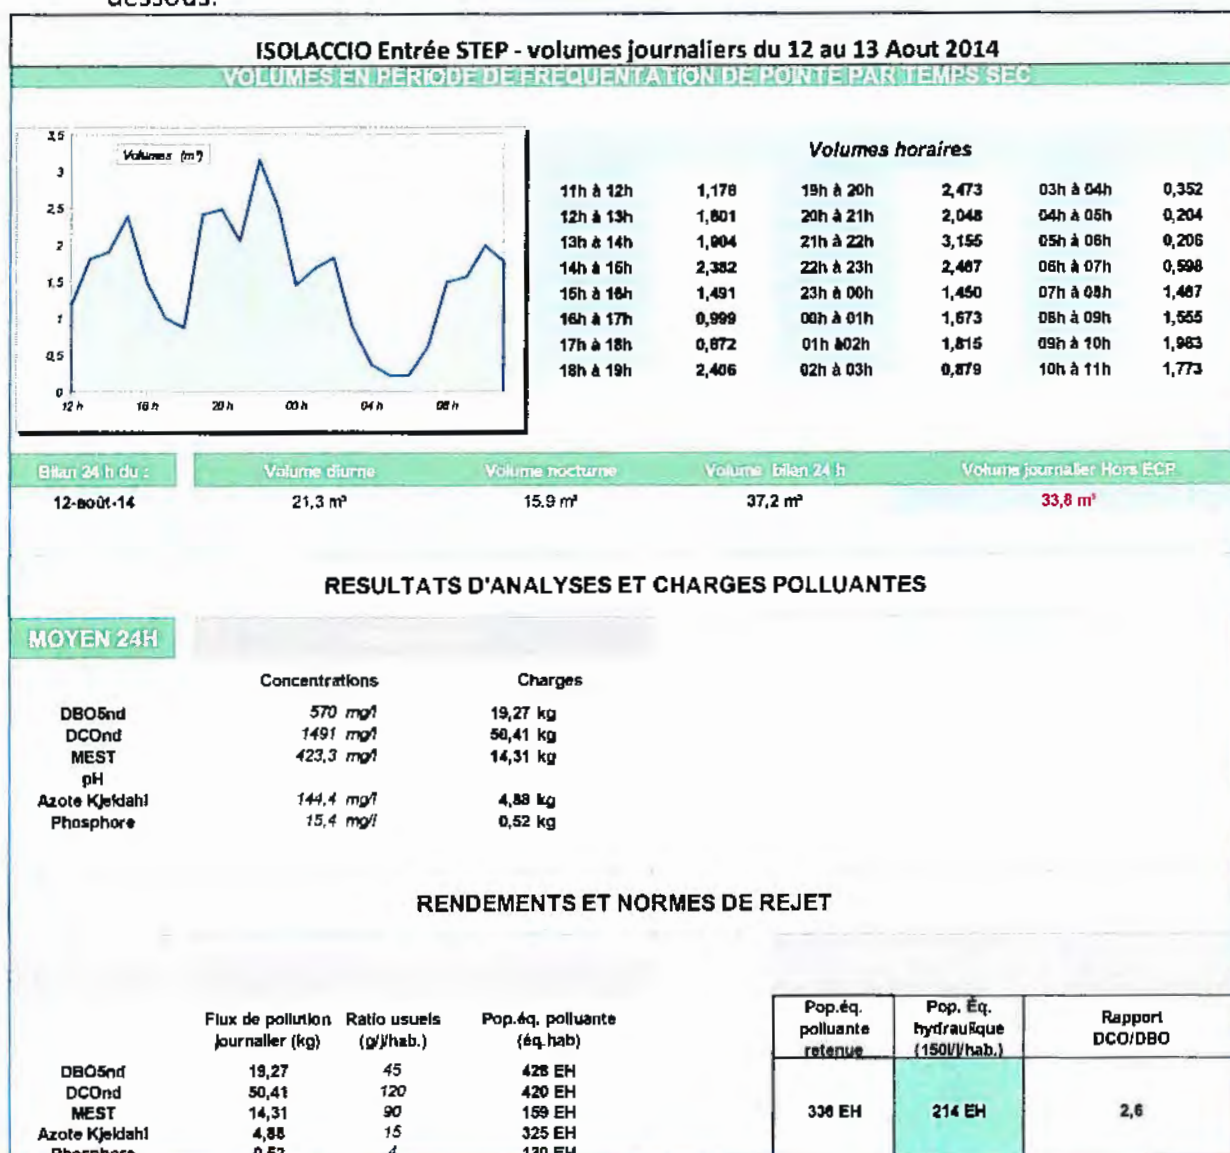 dessous.
ISOLACCIO Entrée STEP - volumes journaliers du 12 au 13 Aout 2014
VOLUMES EN PERIODE DE FREQUENTATION DE POINTE PAR TEMPS SEC
Volumes (m³)
3,5
3
2,5
2
1,5
1
0,5
0
12 h 16 h 20 h 00 h 04 h 08 h
Volumes horaires
11h à 12h 1,178 19h à 20h 2,473 03h à 04h 0,352
12h à 13h 1,801 20h à 21h 2,048 04h à 05h 0,204
13h à 14h 1,904 21h à 22h 3,155 05h à 06h 0,206
14h à 15h 2,382 22h à 23h 2,487 06h à 07h 0,598
15h à 16h 1,491 23h à 00h 1,450 07h à 08h 1,487
16h à 17h 0,999 00h à 01h 1,673 08h à 09h 1,555
17h à 18h 0,872 01h à02h 1,815 09h à 10h 1,983
18h à 19h 2,406 02h à 03h 0,879 10h à 11h 1,773
Bilan 24 h du : Volume diurne Volume nocturne Volume bilan 24 h Volume journalier Hors ECP
12-août-14 21,3 m³ 15.9 m³ 37,2 m³ 33,8 m³
RESULTATS D'ANALYSES ET CHARGES POLLUANTES
MOYEN 24H
Concentrations Charges
DBO5nd 570 mg/l 19,27 kg
DCOnd 1491 mg/l 50,41 kg
MEST 423,3 mg/l 14,31 kg
pH
Azote Kjeldahl 144,4 mg/l 4,88 kg
Phosphore 15,4 mg/l 0,52 kg
RENDEMENTS ET NORMES DE REJET
Flux de pollution journalier (kg) Ratio usuels (g/j/hab.) Pop.éq. polluante (éq.hab)
DBO5nd 19,27 45 428 EH
DCOnd 50,41 120 420 EH
MEST 14,31 90 159 EH
Azote Kjeldahl 4,88 15 325 EH
Phosphore 0,52 4 130 EH
Pop.éq. polluante retenue Pop. Éq. hydraulique (150l/j/hab.) Rapport DCO/DBO
336 EH 214 EH 2,6